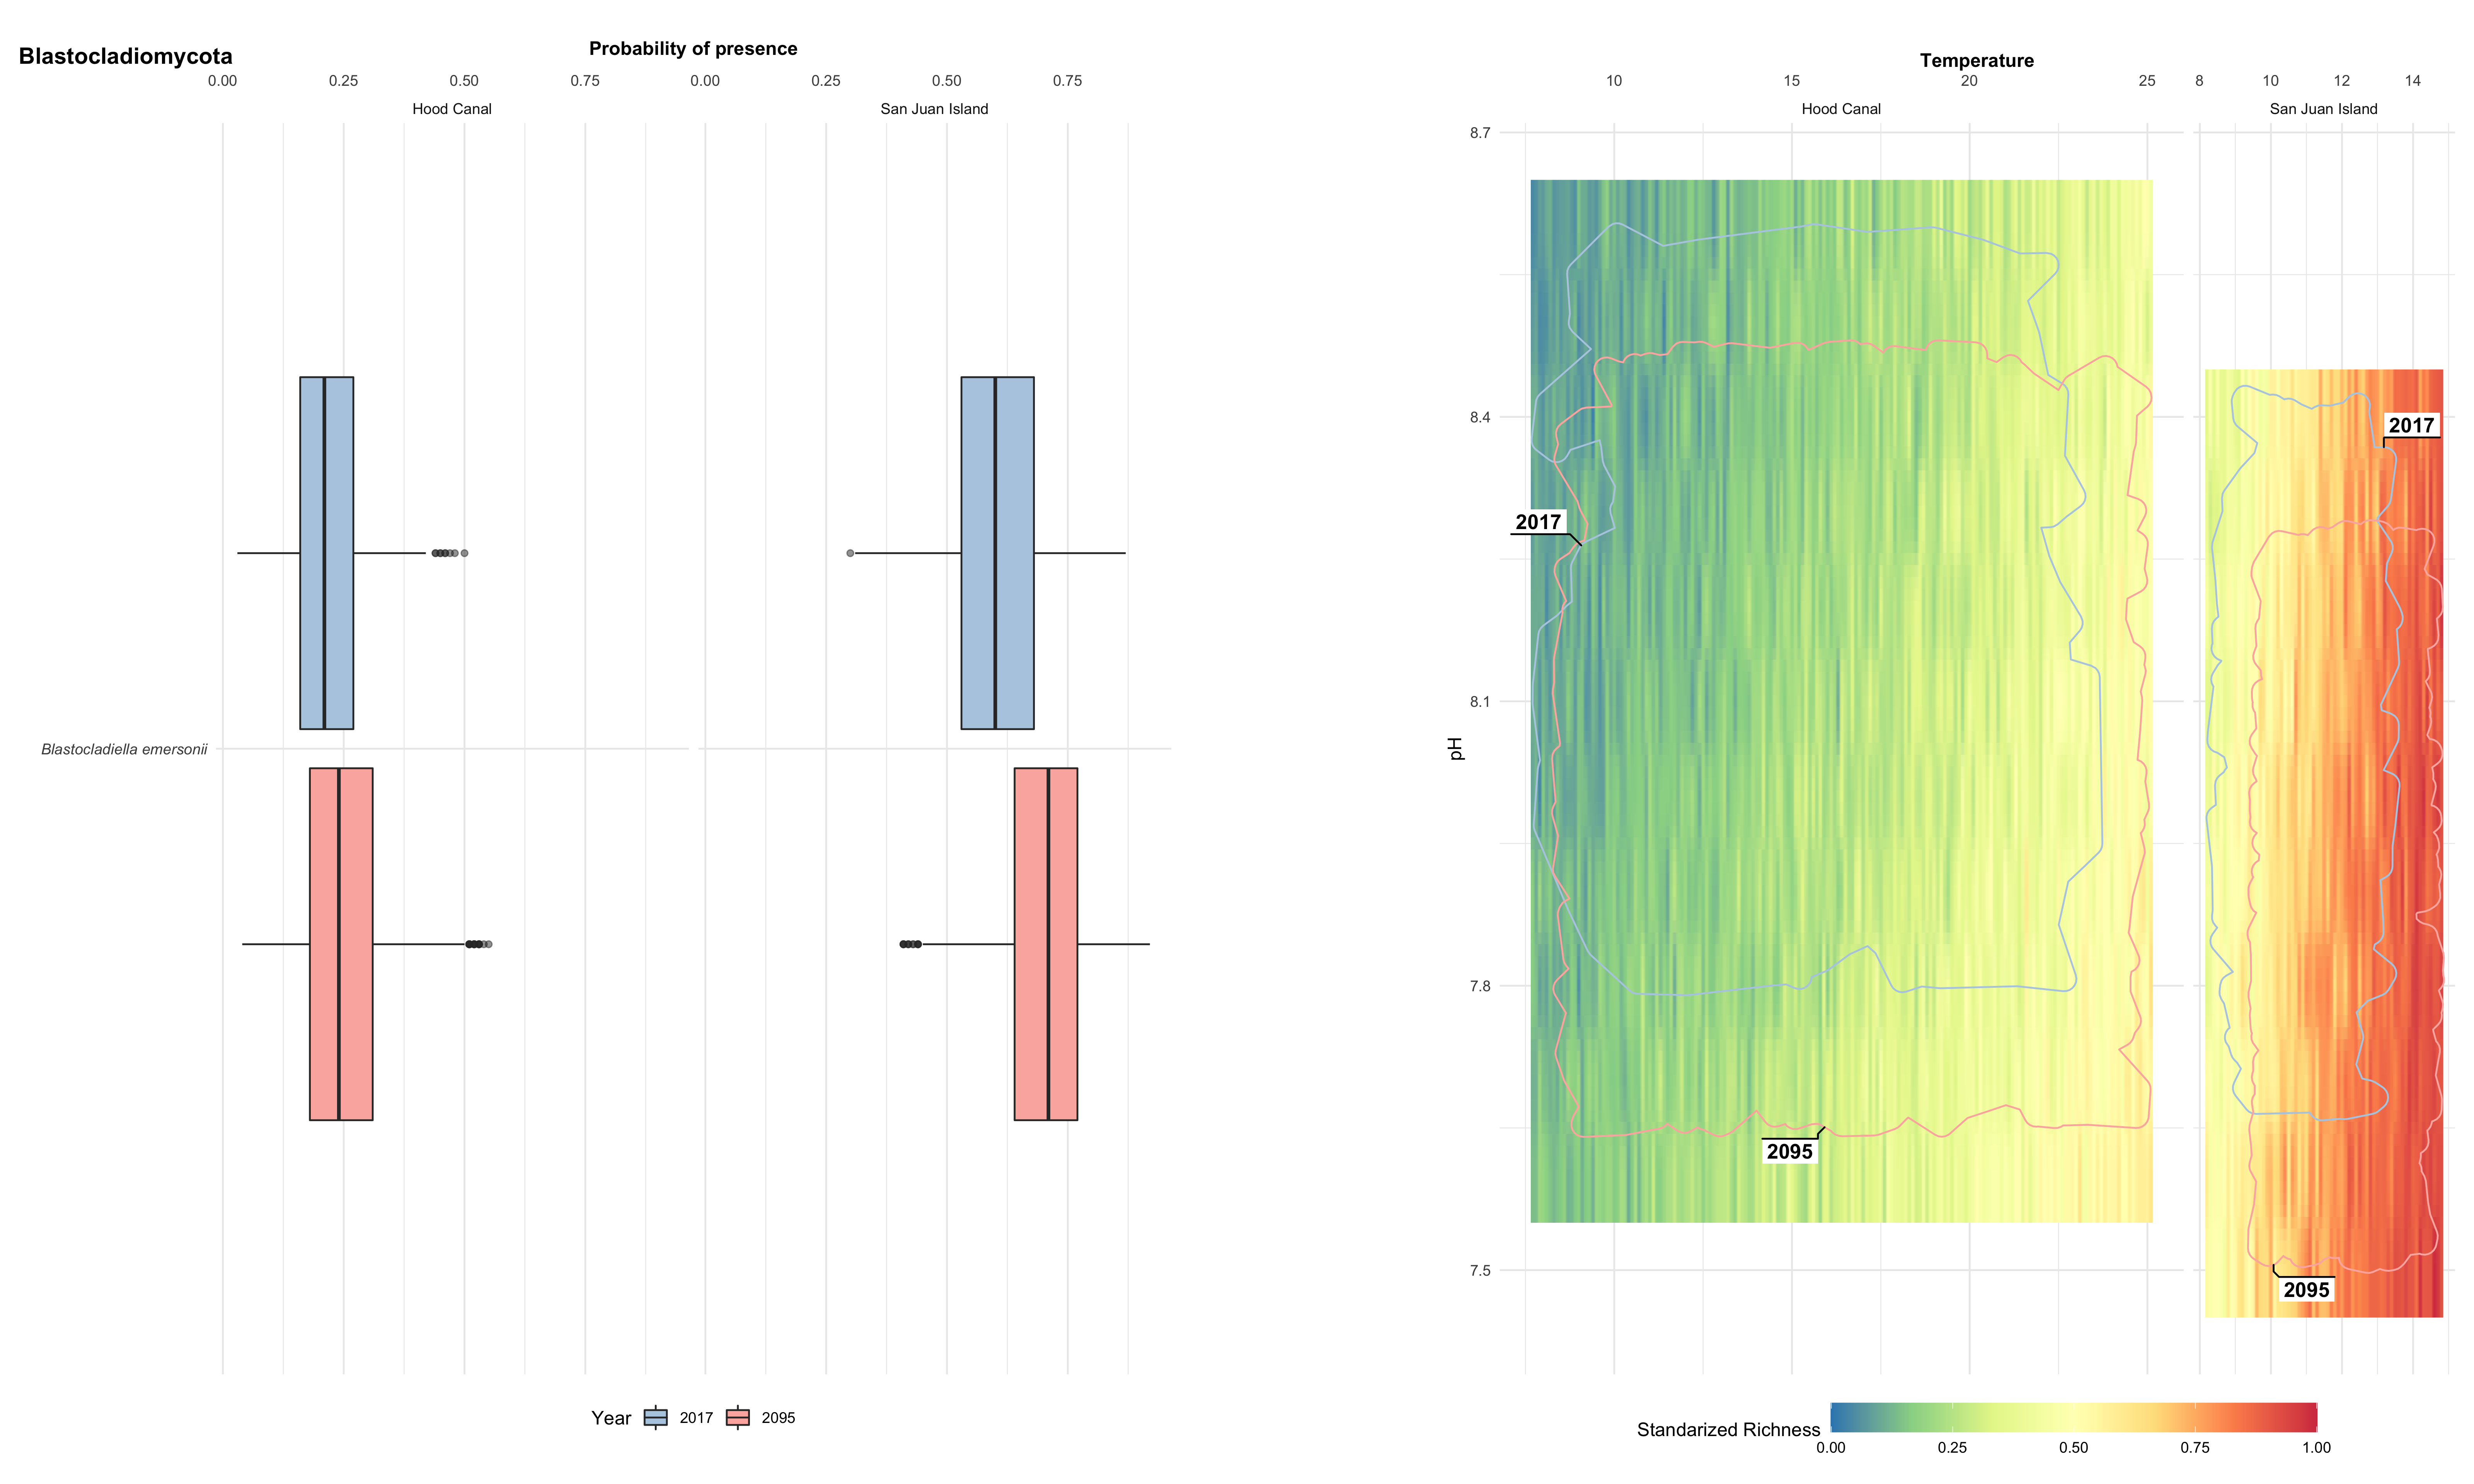 Blastocladiomycota
Probability of presence
0.00 0.25 0.50 0.75 0.00 0.25 0.50 0.75
Hood Canal San Juan Island
Blastocladiella emersonii
Year 2017 2095
Temperature
10 15 20 25 8 10 12 14
Hood Canal San Juan Island
8.7
8.4
2017
2017
8.1
pH
7.8
2095
7.5
2095
Standarized Richness
0.00 0.25 0.50 0.75 1.00